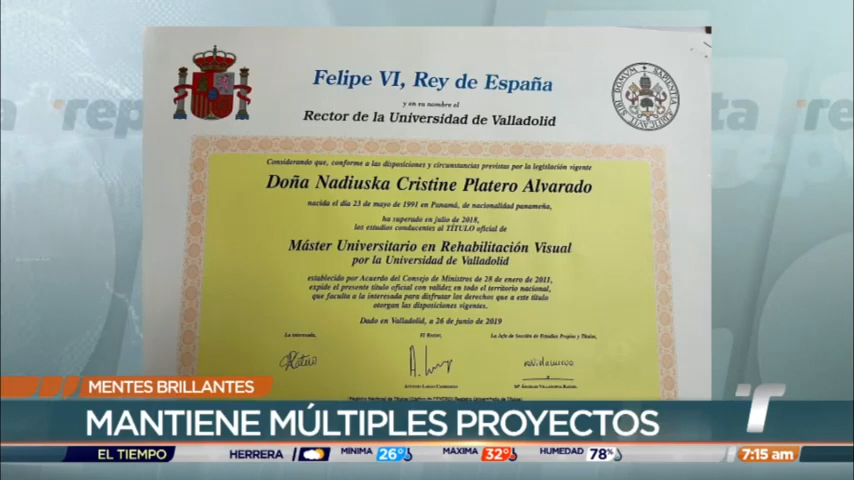 Felipe VI, Rey de España
y en su nombre el
Rector de la Universidad de Valladolid
Considerando que, conforme a las disposiciones y circunstancias previstas por la legislación vigente
Doña Nadiuska Cristine Platero Alvarado
nacida el día 23 de mayo de 1991 en Panamá, de nacionalidad panameña,
ha superado en julio de 2018,
los estudios conducentes al TÍTULO oficial de
Máster Universitario en Rehabilitación Visual
por la Universidad de Valladolid
establecido por Acuerdo del Consejo de Ministros de 28 de enero de 2011,
expide el presente título oficial con validez en todo el territorio nacional,
que faculta a la interesada para disfrutar los derechos que a este título
otorgan las disposiciones vigentes.
Dado en Valladolid, a 26 de junio de 2019
La interesada, El Rector, La Jefe de Sección de Estudios Propios y Títulos,
MENTES BRILLANTES
MANTIENE MÚLTIPLES PROYECTOS
EL TIEMPO HERRERA MÍNIMA 26° MÁXIMA 32° HUMEDAD 78% 7:15 am